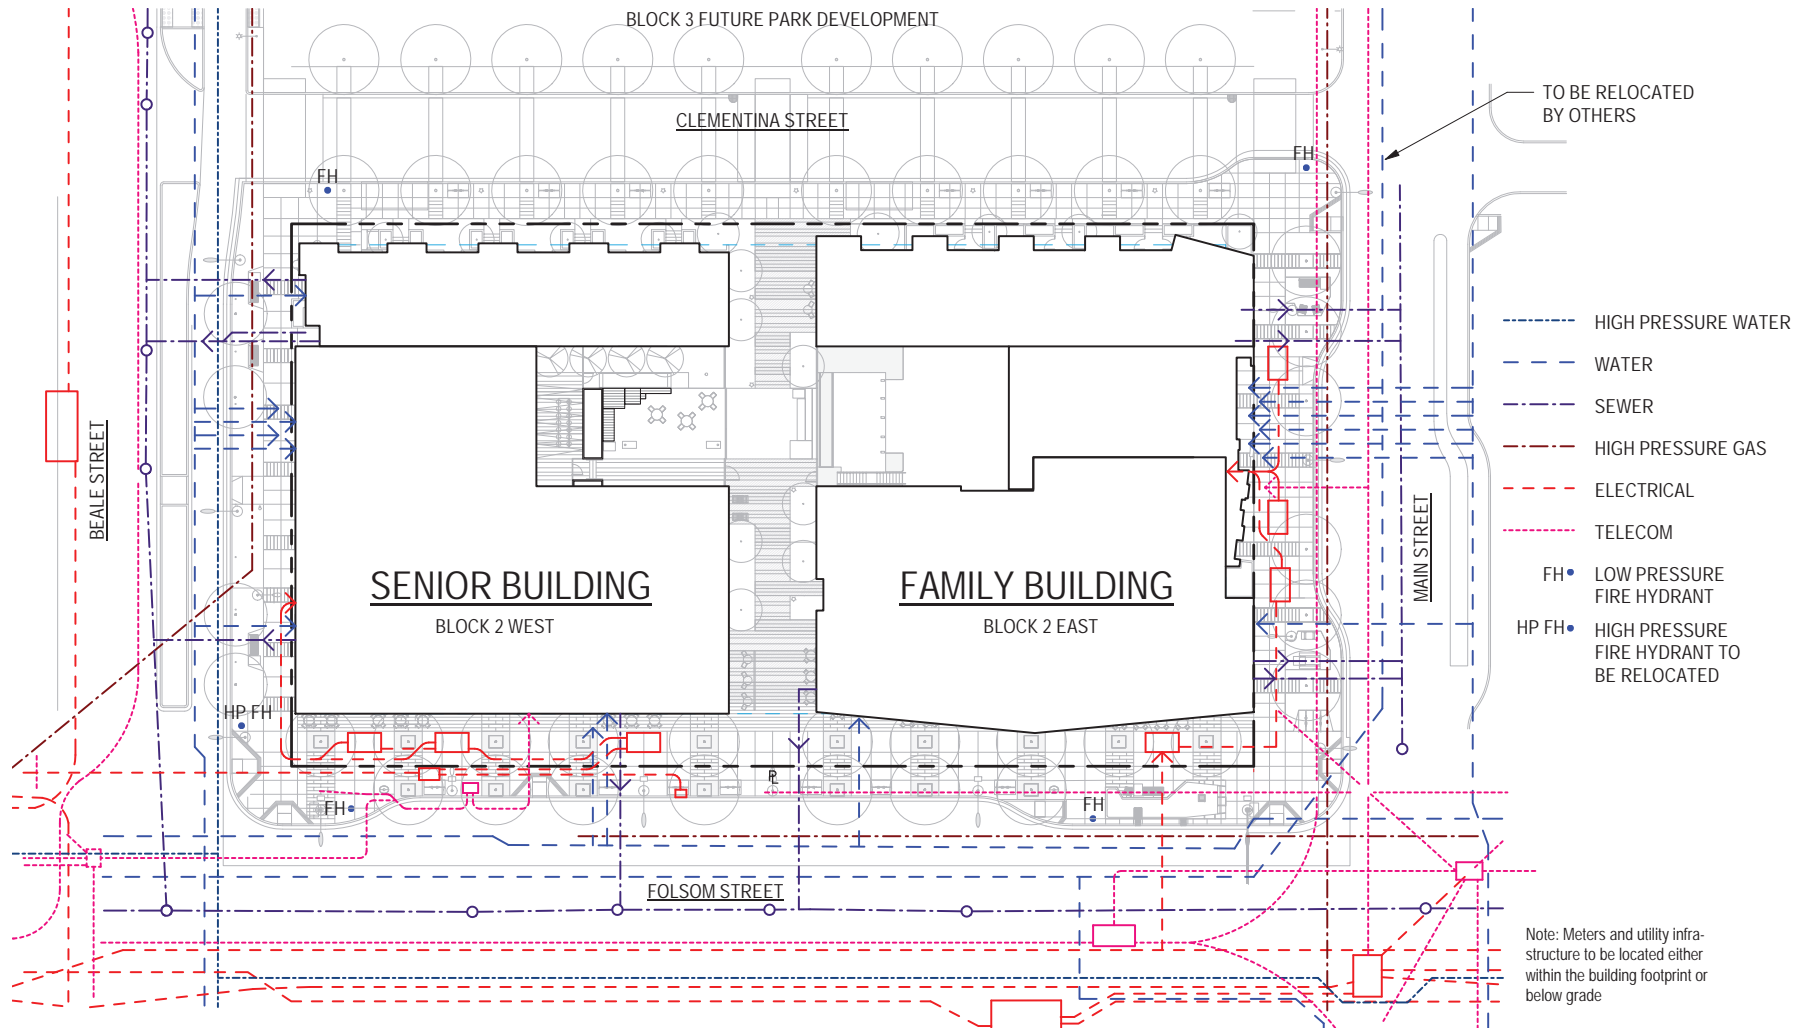 BLOCK 3 FUTURE PARK DEVELOPMENT
TO BE RELOCATED
BY OTHERS
CLEMENTINA STREET
FH
FH
HIGH PRESSURE WATER
WATER
SEWER
HIGH PRESSURE GAS
ELECTRICAL
TELECOM
FH
LOW PRESSURE
FIRE HYDRANT
HP FH
HIGH PRESSURE
FIRE HYDRANT TO
BE RELOCATED
BEALE STREET
MAIN STREET
SENIOR BUILDING
BLOCK 2 WEST
FAMILY BUILDING
BLOCK 2 EAST
HP FH
PL
FH
FH
FOLSOM STREET
Note: Meters and utility infra-
structure to be located either
within the building footprint or
below grade